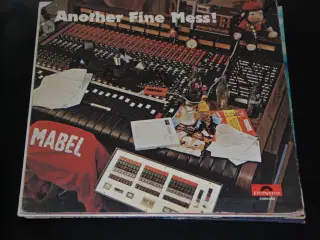 Another Fine Mess!
MABEL
polydor